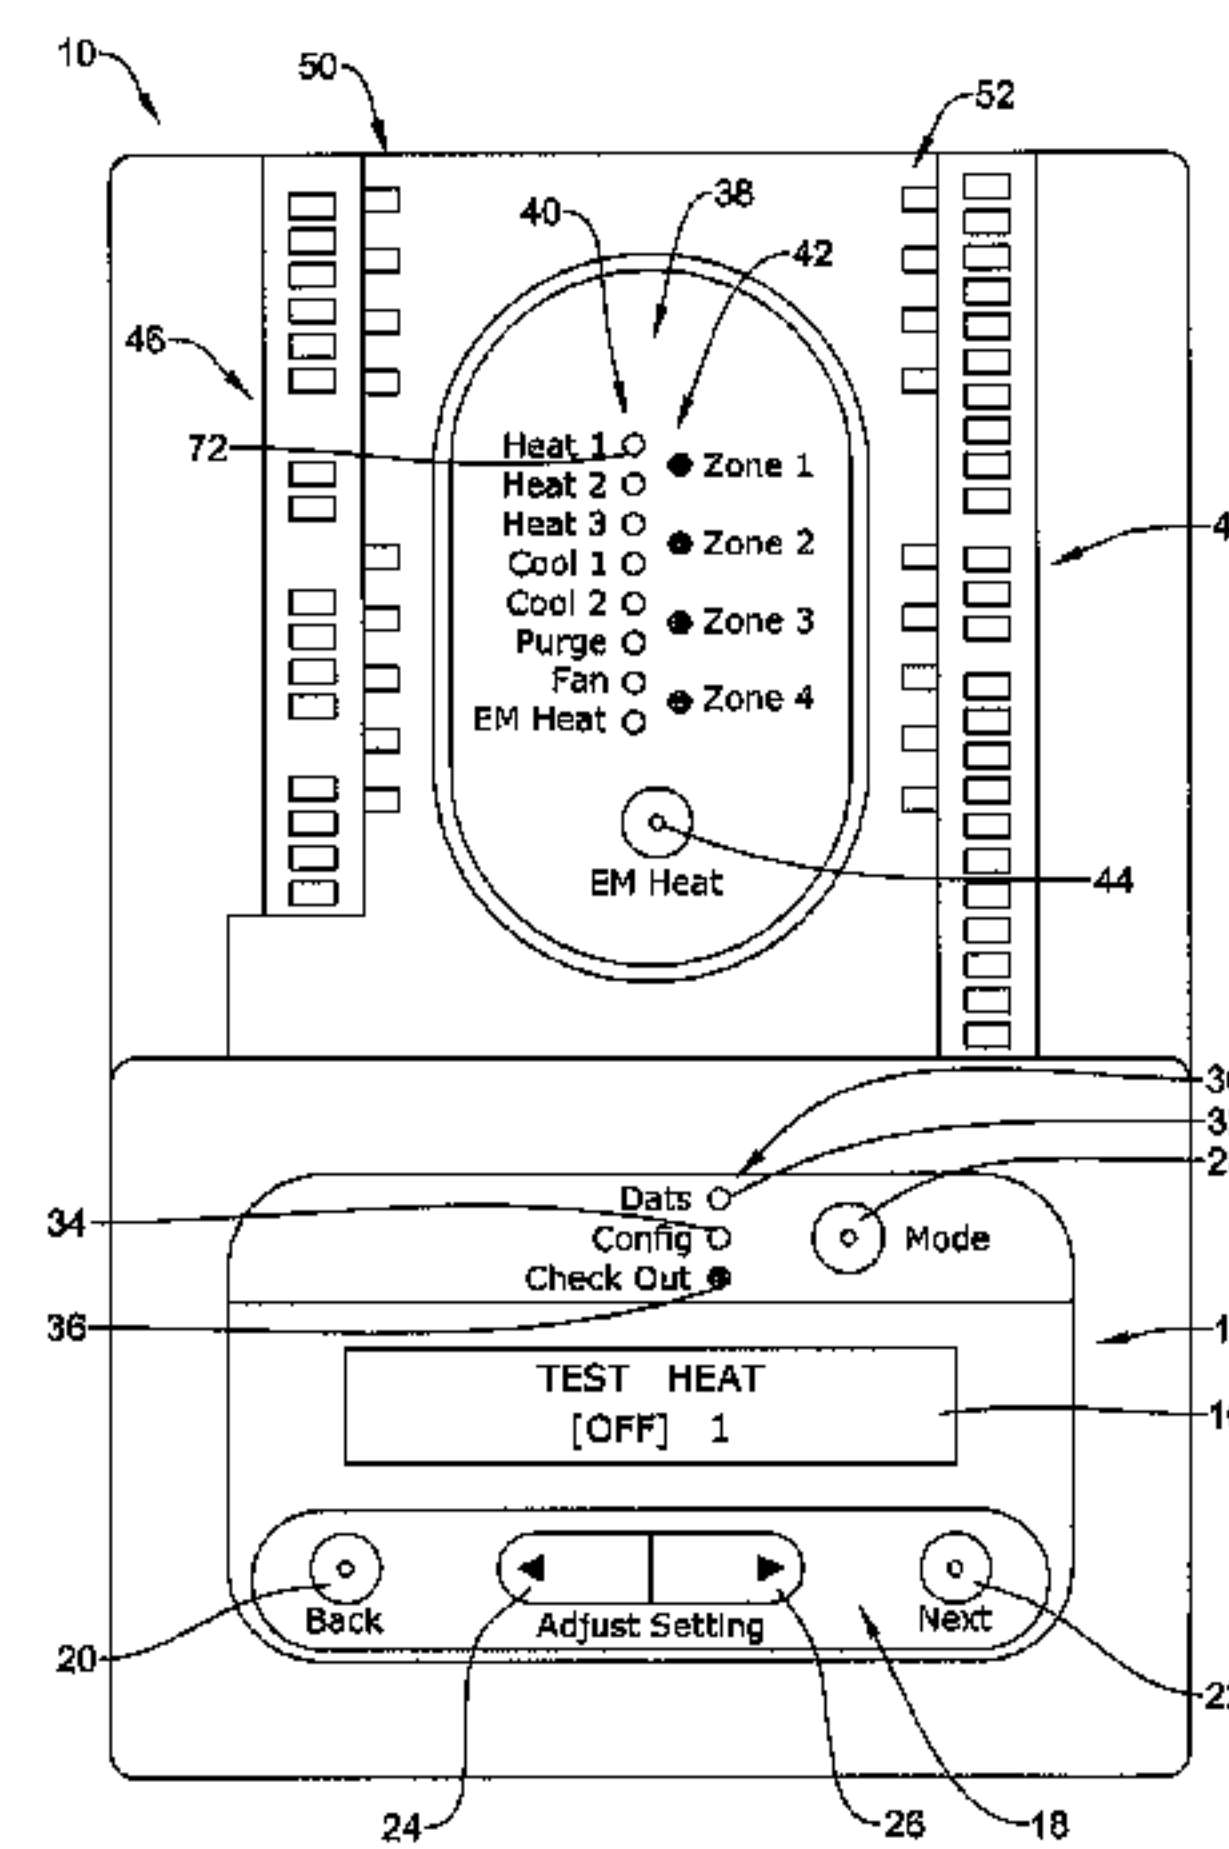 10
50
52
38
40
42
46
72
Heat 1
Zone 1
Heat 2
Heat 3
Zone 2
Cool 1
Cool 2
Zone 3
Purge
Fan
Zone 4
EM Heat
44
EM Heat
Dats
34
Config
Mode
Check Out
36
TEST HEAT
[OFF] 1
Back
Adjust Setting
Next
20
24
26
18